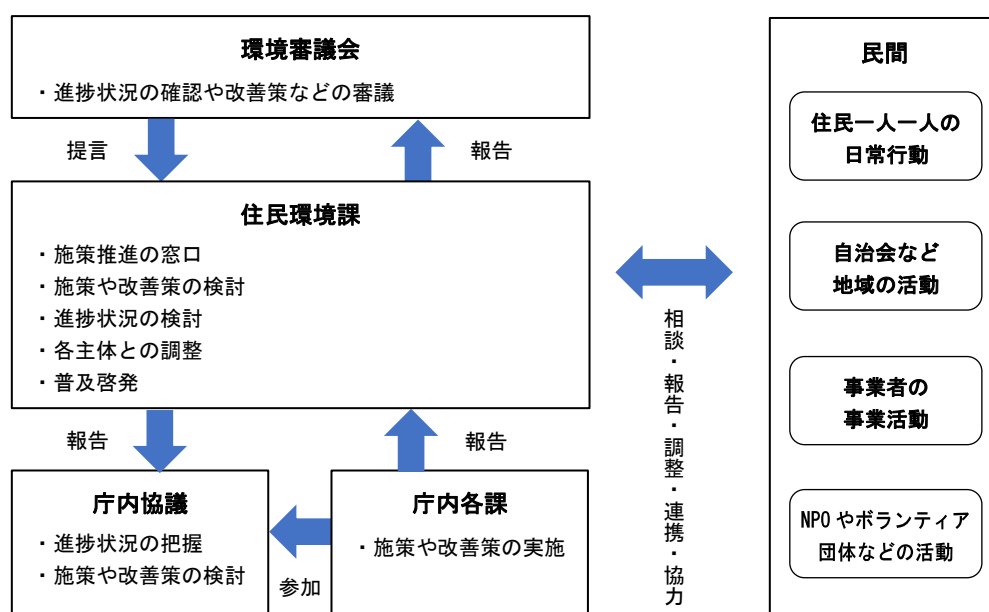 環境審議会
・進捗状況の確認や改善策などの審議
提言
報告
住民環境課
・施策推進の窓口
・施策や改善策の検討
・進捗状況の検討
・各主体との調整
・普及啓発
報告
報告
庁内協議
・進捗状況の把握
・施策や改善策の検討
参加
庁内各課
・施策や改善策の実施
相談・報告・調整・連携・協力
民間
住民一人一人の
日常行動
自治会など
地域の活動
事業者の
事業活動
NPOやボランティア
団体などの活動